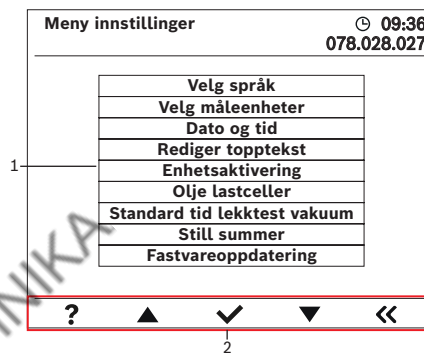 Meny innstillinger 09:36
078.028.027
Velg språk
Velg måleenheter
Dato og tid
Rediger topptekst
1 Enhetsaktivering
Olje lastceller
Standard tid lekktest vakuum
Still summer
Fastvareoppdatering
?
2